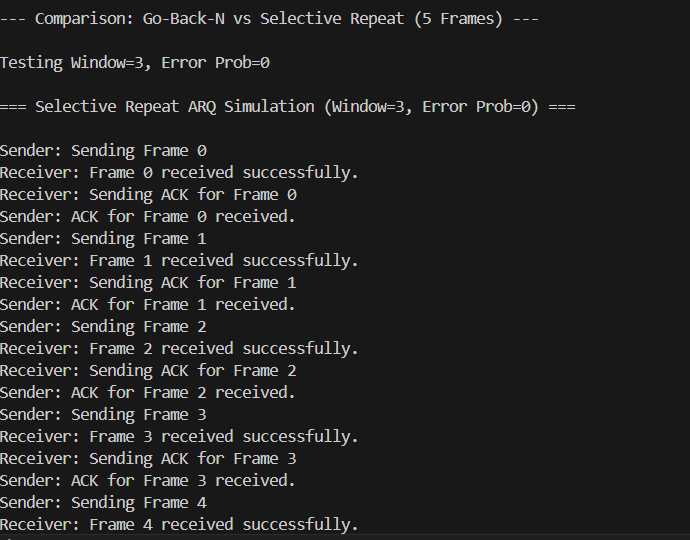 --- Comparison: Go-Back-N vs Selective Repeat (5 Frames) ---
Testing Window=3, Error Prob=0
=== Selective Repeat ARQ Simulation (Window=3, Error Prob=0) ===
Sender: Sending Frame 0
Receiver: Frame 0 received successfully.
Receiver: Sending ACK for Frame 0
Sender: ACK for Frame 0 received.
Sender: Sending Frame 1
Receiver: Frame 1 received successfully.
Receiver: Sending ACK for Frame 1
Sender: ACK for Frame 1 received.
Sender: Sending Frame 2
Receiver: Frame 2 received successfully.
Receiver: Sending ACK for Frame 2
Sender: ACK for Frame 2 received.
Sender: Sending Frame 3
Receiver: Frame 3 received successfully.
Receiver: Sending ACK for Frame 3
Sender: ACK for Frame 3 received.
Sender: Sending Frame 4
Receiver: Frame 4 received successfully.